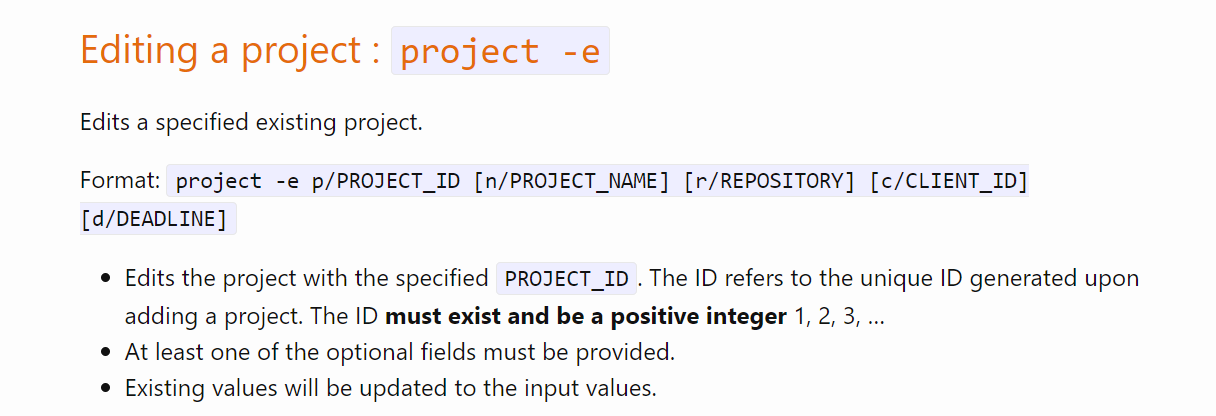 Editing a project : project -e
Edits a specified existing project.
Format: project -e p/PROJECT_ID [n/PROJECT_NAME] [r/REPOSITORY] [c/CLIENT_ID]
[d/DEADLINE]
• Edits the project with the specified PROJECT_ID. The ID refers to the unique ID generated upon
adding a project. The ID must exist and be a positive integer 1, 2, 3, …
• At least one of the optional fields must be provided.
• Existing values will be updated to the input values.